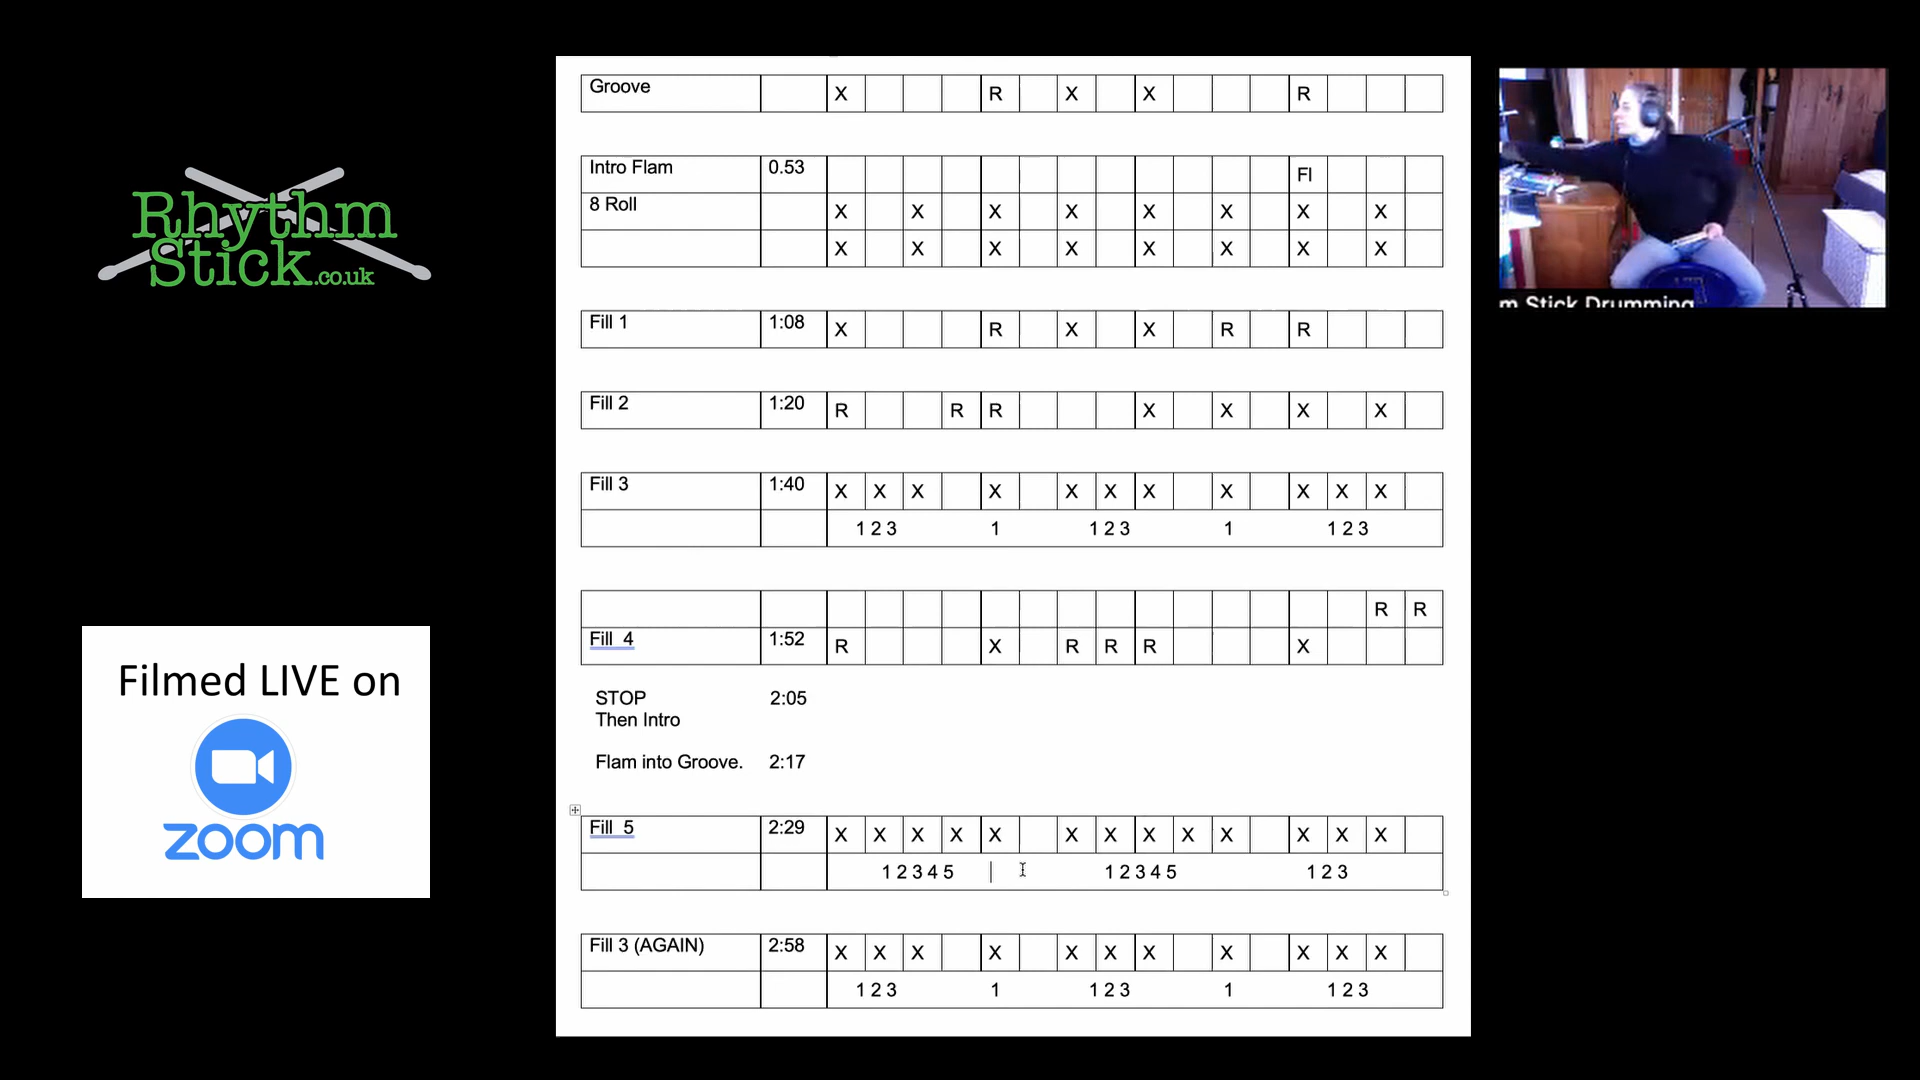 Rhythm
Stick.co.uk
Filmed LIVE on
zoom
Groove X R X X R
Intro Flam 0.53 Fl
8 Roll X X X X X X X X
X X X X X X X X
Fill 1 1:08 X R X X R R
Fill 2 1:20 R R R X X X X
Fill 3 1:40 X X X X X X X X X X X
1 2 3 1 1 2 3 1 1 2 3
R R
Fill 4 1:52 R X R R R X
STOP 2:05
Then Intro
Flam into Groove. 2:17
Fill 5 2:29 X X X X X X X X X X X X X
1 2 3 4 5 1 2 3 4 5 1 2 3
Fill 3 (AGAIN) 2:58 X X X X X X X X X X X
1 2 3 1 1 2 3 1 1 2 3
m Stick Drumming